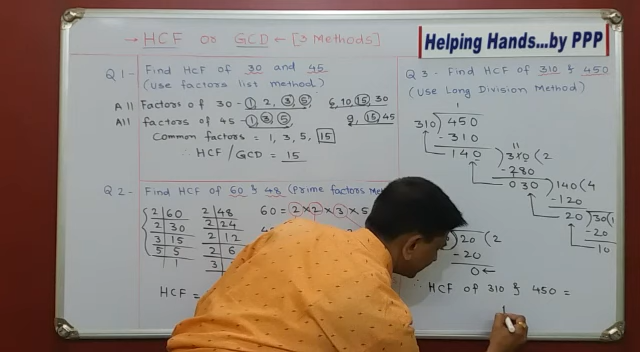 → HCF or GCD ← [3 Methods]
Helping Hands...by PPP
Q1- Find HCF of 30 and 45
(Use factors list method)
All factors of 30 - 1, 2, 3, 5, 6, 10, 15, 30
All factors of 45 - 1, 3, 5, 9, 15, 45
Common factors = 1, 3, 5, 15
∴ HCF/GCD = 15
Q2- Find HCF of 60 & 48 (Prime factors
2 60
2 30
3 15
5 5
1
2 48
2 24
2 12
2 6
3
60 = 2 × 2 × 3 × 5
HCF =
Q3 - Find HCF of 310 & 450
(Use Long Division Method)
1
310 ) 450
- 310
140 ) 310 ( 2
- 280
030 ) 140 ( 4
- 120
20 ) 30 ( 1
- 20
10
) 20 ( 2
- 20
0 ←
∴ HCF of 310 & 450 =